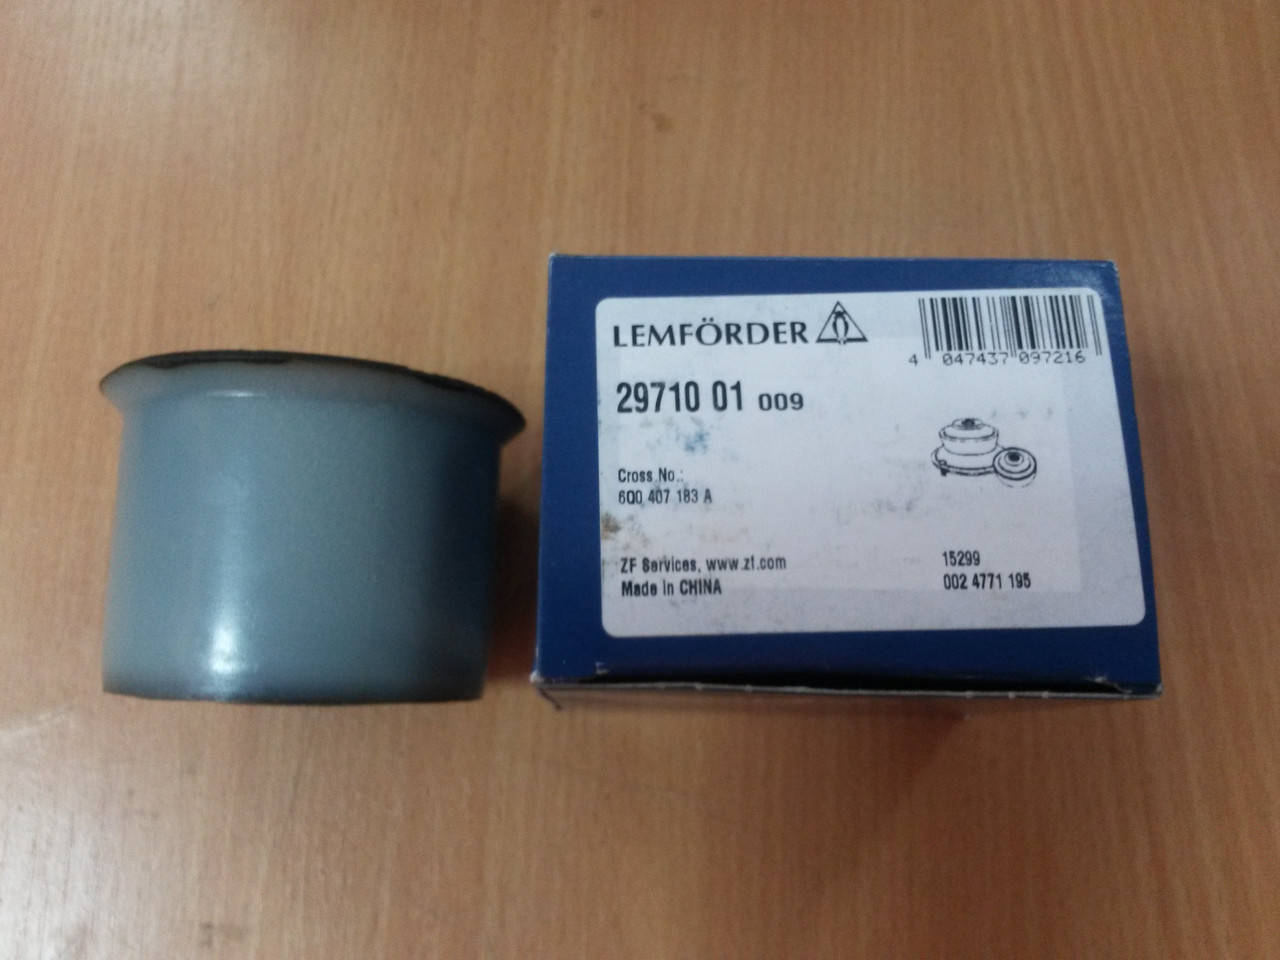 LEMFÖRDER
4 047437 097216
29710 01 009
Cross No.:
6Q0 407 183 A
ZF Services, www.zf.com
Made in CHINA
15299
002 4771 195